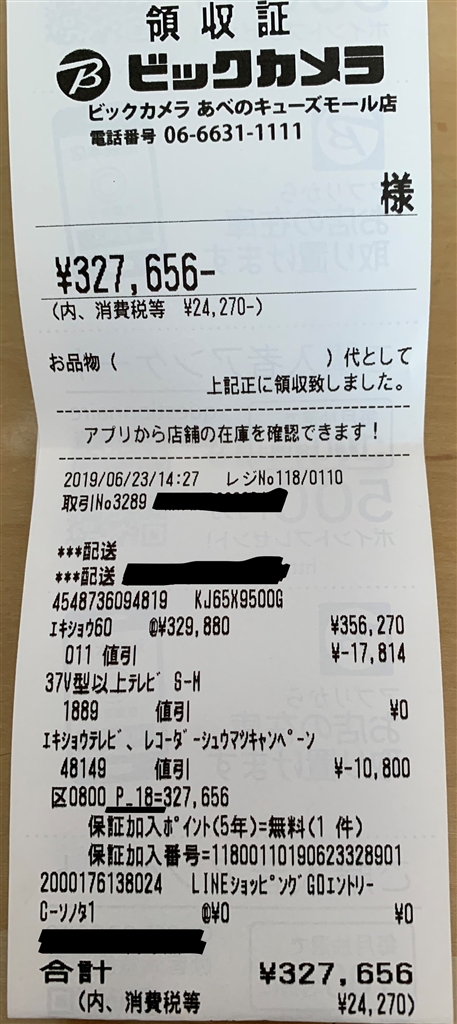 領収証
B ビックカメラ
ビックカメラ あべのキューズモール店
電話番号 06-6631-1111
様
¥327,656-
(内、消費税等 ¥24,270-)
お品物( )代として
上記正に領収致しました。
アプリから店舗の在庫を確認できます!
2019/06/23/14:27 レジNo118/0110
取引No3289
***配送
***配送
4548736094819 KJ65X9500G
ｴｷｼｮｳ60 @¥329,880 ¥356,270
011 値引 ¥-17,814
37V型以上ﾃﾚﾋﾞ S-M
1889 値引 ¥0
ｴｷｼｮｳﾃﾚﾋﾞ、ﾚｺｰﾀﾞｰｼｭｳﾏﾂｷｬﾝﾍﾟｰﾝ
48149 値引 ¥-10,800
区0800 P_18=327,656
保証加入ﾎﾟｲﾝﾄ(5年)=無料(1 件)
保証加入番号=11800110190623328901
2000176138024 LINEｼｮｯﾋﾟﾝｸﾞGOｴﾝﾄﾘｰ
C-ｿﾉﾀ1 @¥0 ¥0
合計 ¥327,656
(内、消費税等 ¥24,270)